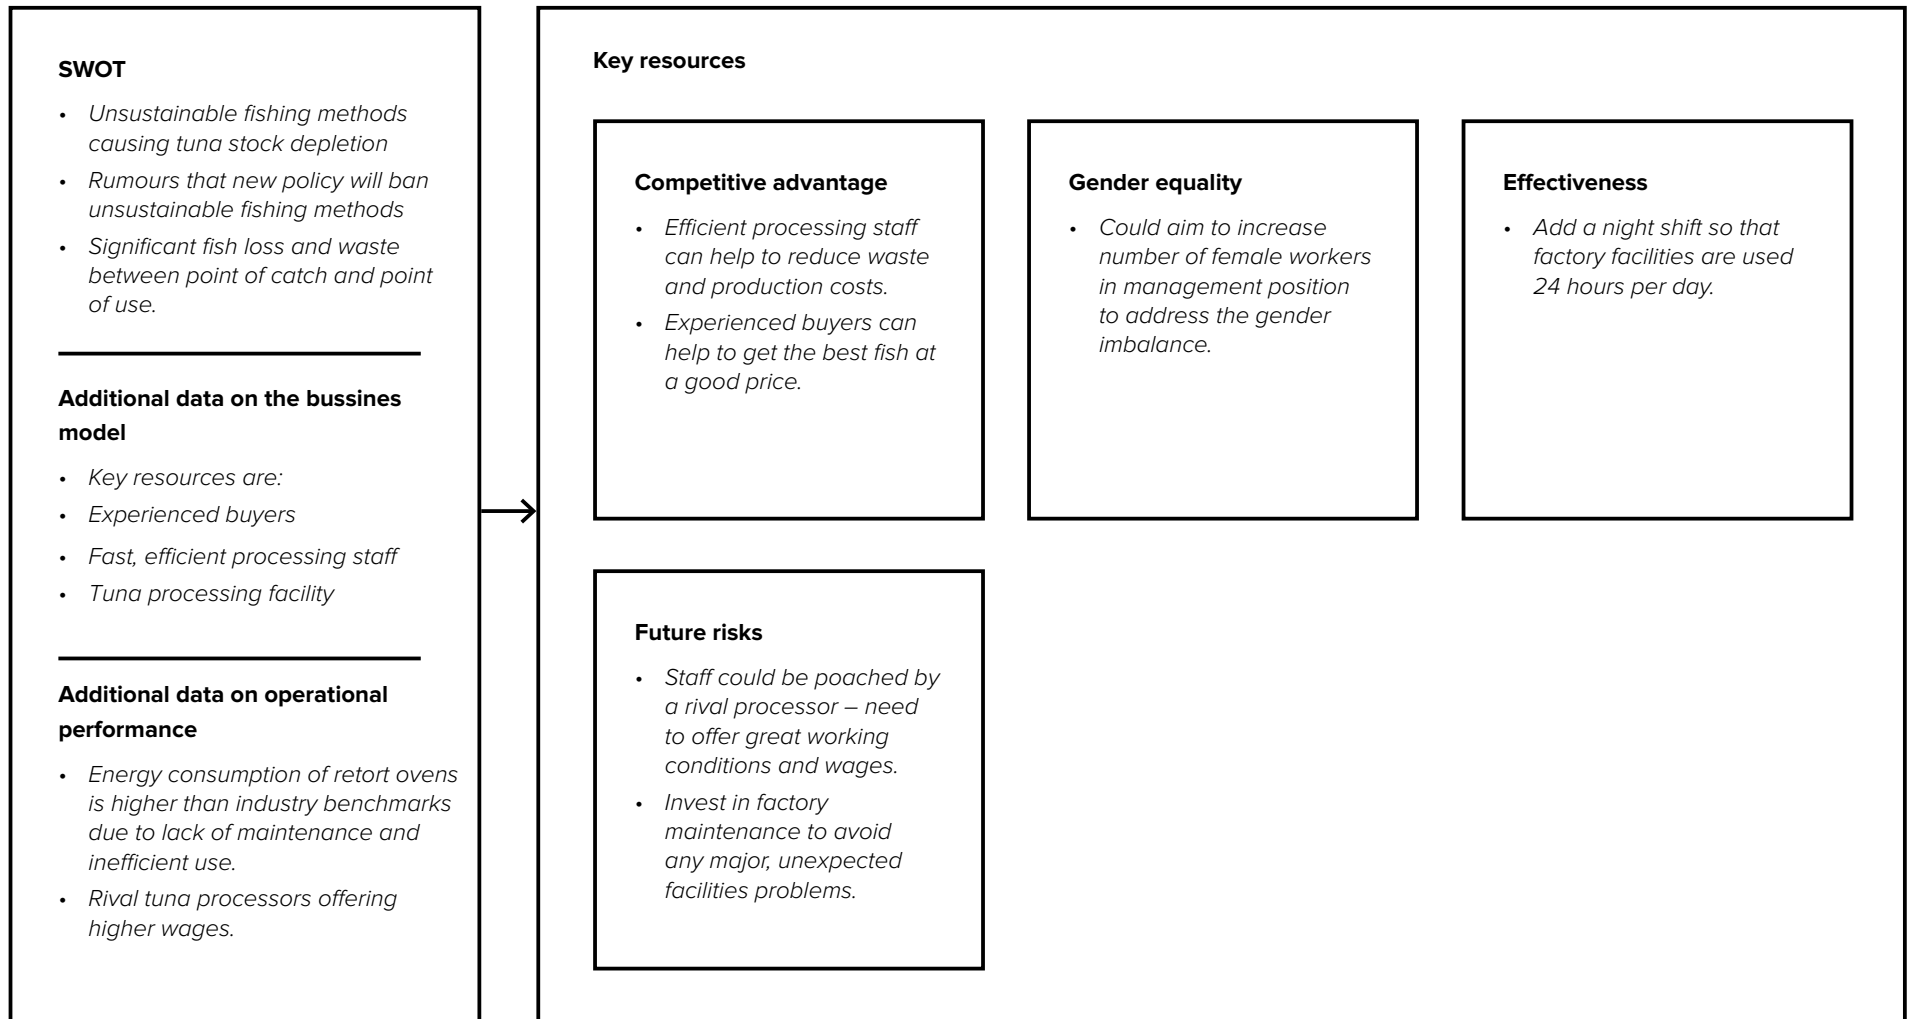 SWOT
• Unsustainable fishing methods
causing tuna stock depletion
• Rumours that new policy will ban
unsustainable fishing methods
• Significant fish loss and waste
between point of catch and point
of use.
Additional data on the bussines
model
• Key resources are:
• Experienced buyers
• Fast, efficient processing staff
• Tuna processing facility
Additional data on operational
performance
• Energy consumption of retort ovens
is higher than industry benchmarks
due to lack of maintenance and
inefficient use.
• Rival tuna processors offering
higher wages.
Key resources
Competitive advantage
• Efficient processing staff
can help to reduce waste
and production costs.
• Experienced buyers can
help to get the best fish at
a good price.
Gender equality
• Could aim to increase
number of female workers
in management position
to address the gender
imbalance.
Effectiveness
• Add a night shift so that
factory facilities are used
24 hours per day.
Future risks
• Staff could be poached by
a rival processor – need
to offer great working
conditions and wages.
• Invest in factory
maintenance to avoid
any major, unexpected
facilities problems.